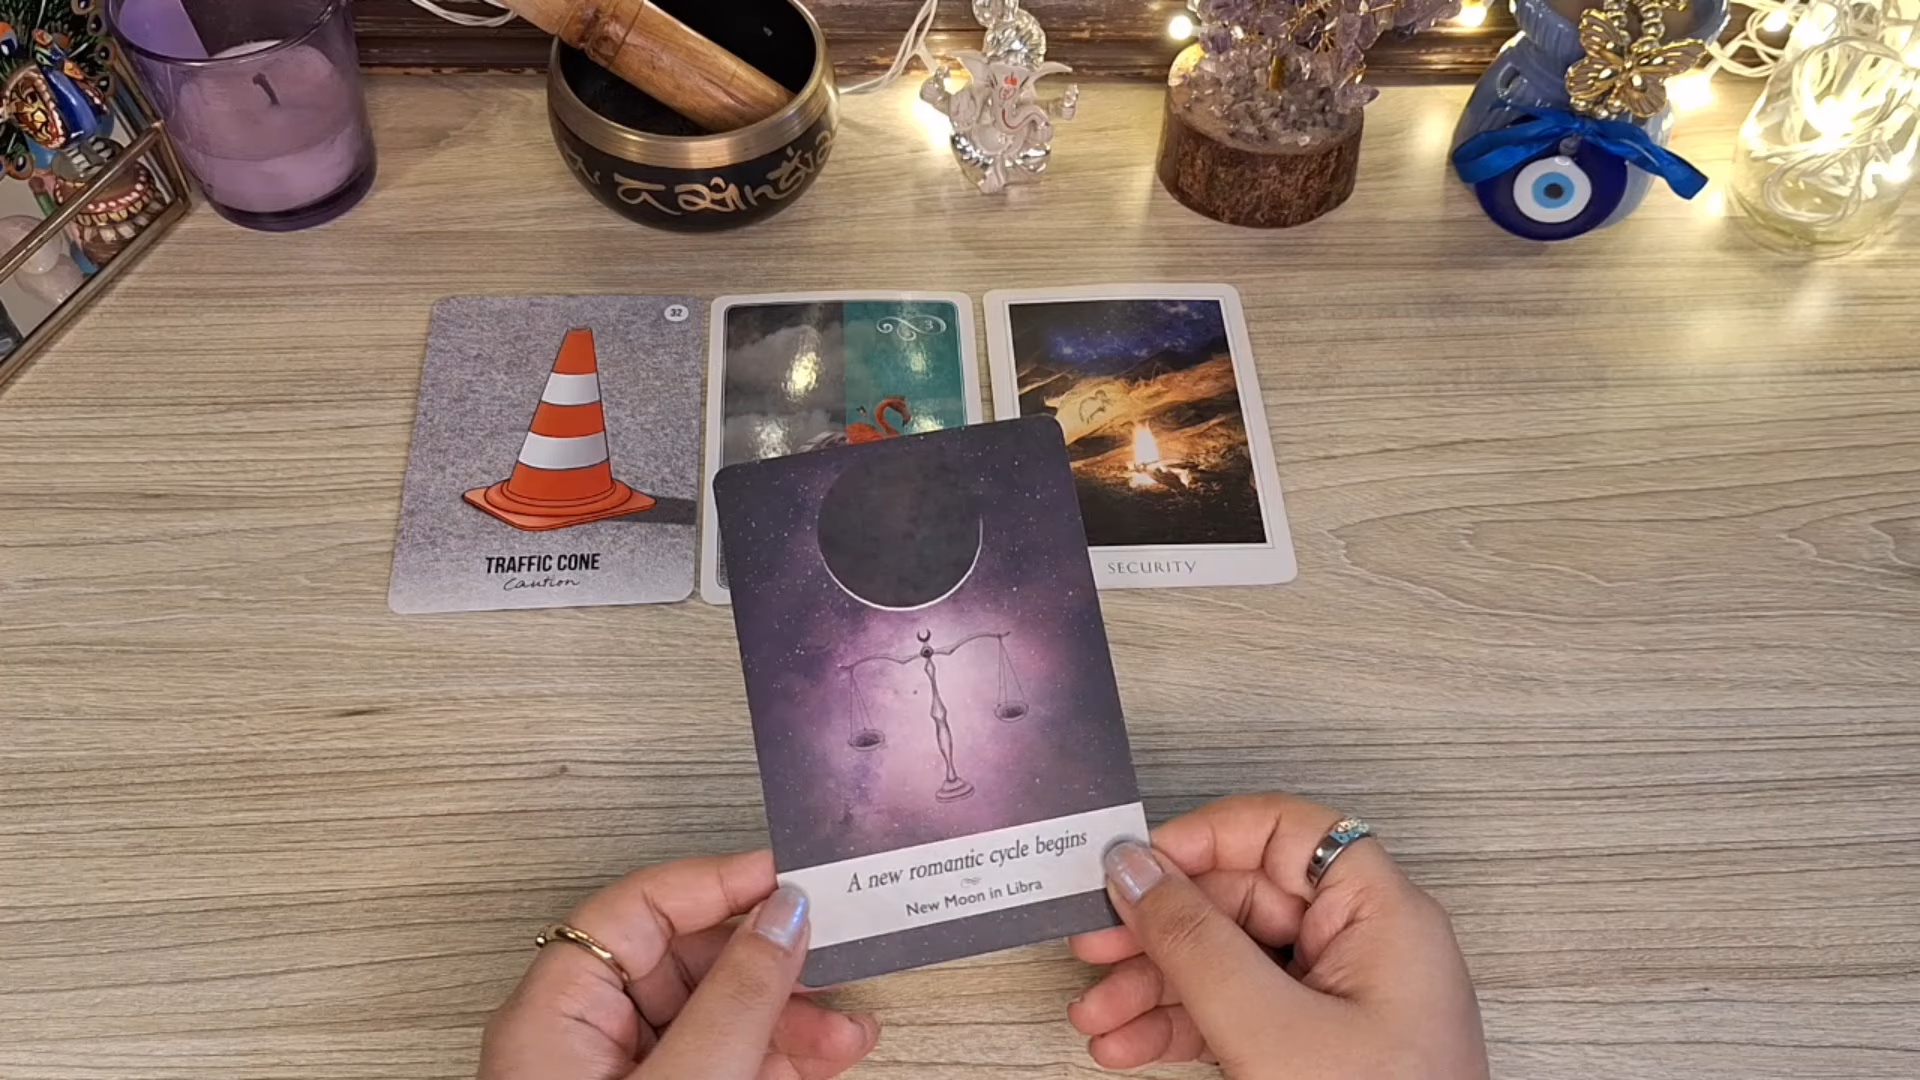 32
TRAFFIC CONE
Caution
3
SECURITY
A new romantic cycle begins
New Moon in Libra